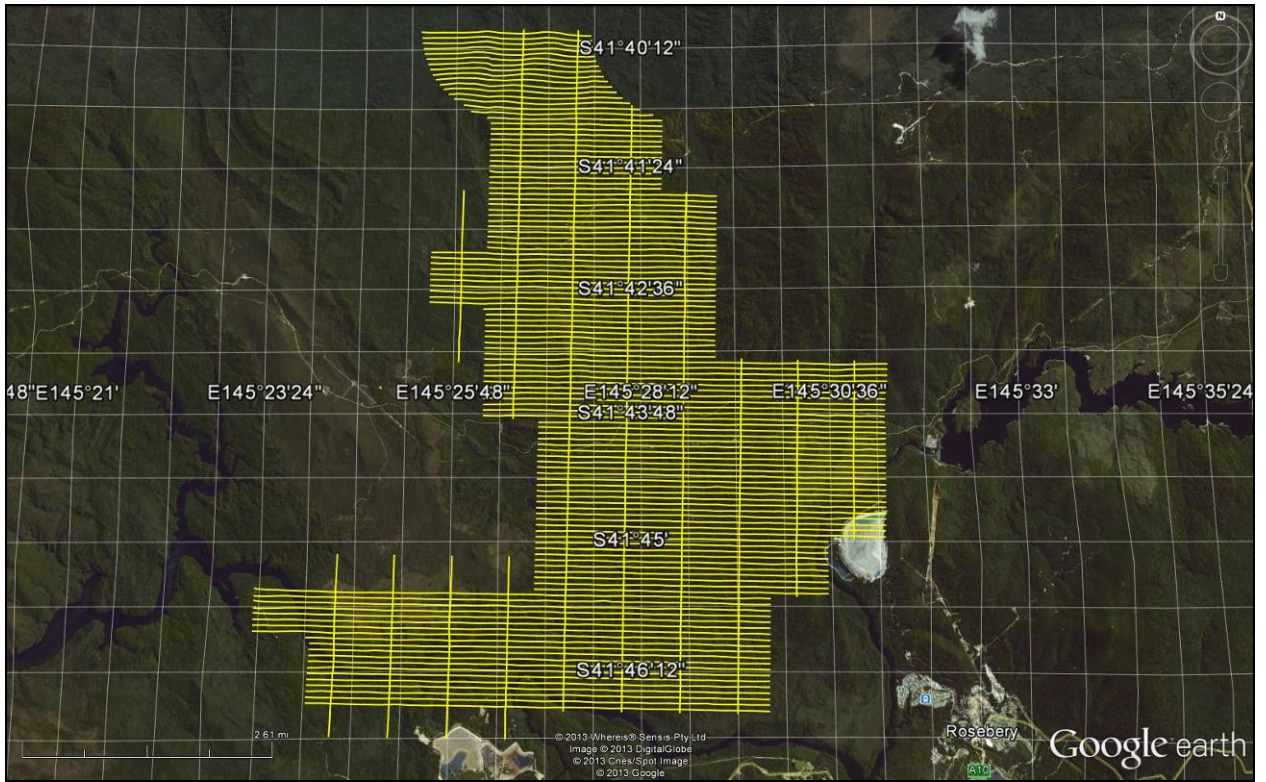 N
S41°40'12"
S41°41'24"
S41°42'36"
48"
E145°21'
E145°23'24"
E145°25'48"
E145°28'12"
E145°30'36"
E145°33'
E145°35'24
S41°43'48"
S41°45'
S41°46'12"
2.61 mi
© 2013 Whereis® Sensis Pty Ltd
Image © 2013 DigitalGlobe
© 2013 Cnes/Spot Image
© 2013 Google
Rosebery
A10
Google earth